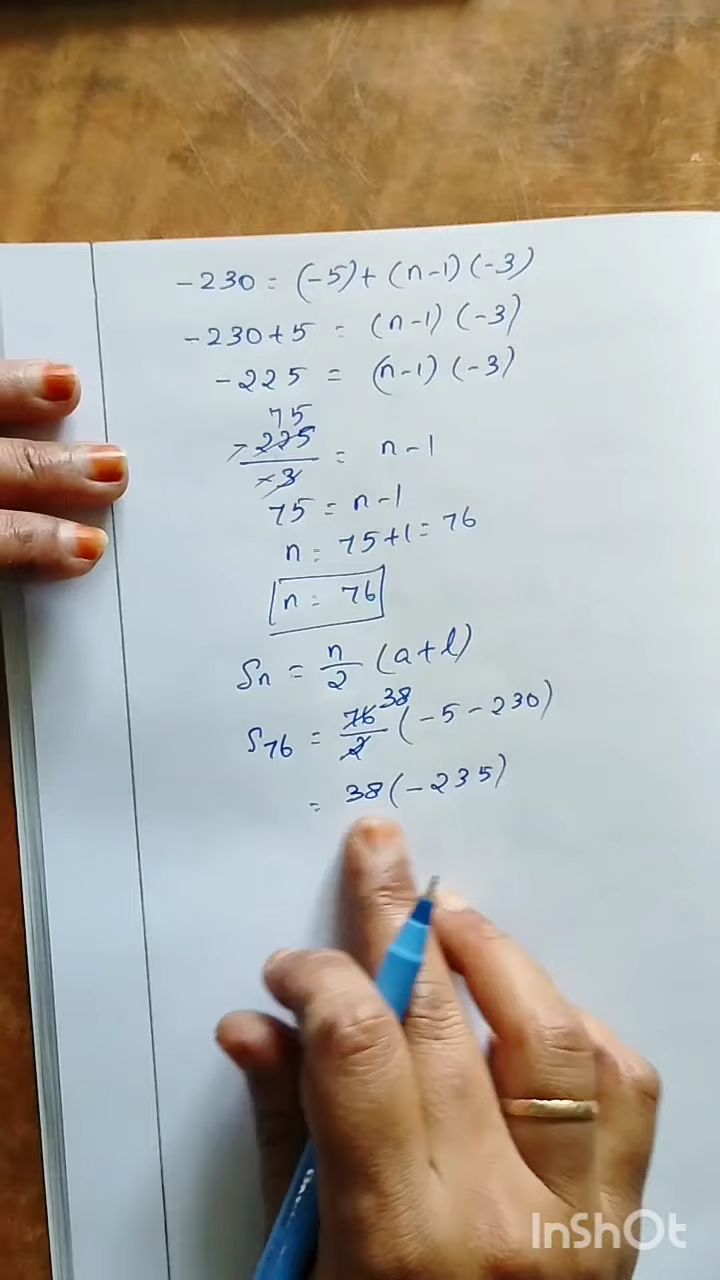 -230 = (-5) + (n-1) (-3)
-230+5 = (n-1) (-3)
-225 = (n-1) (-3)
75
-225/-3 = n-1
75 = n-1
n = 75+1 = 76
n = 76
Sn = n/2 (a+l)
S76 = 76/2 38 (-5-230)
= 38(-235)
InShOt